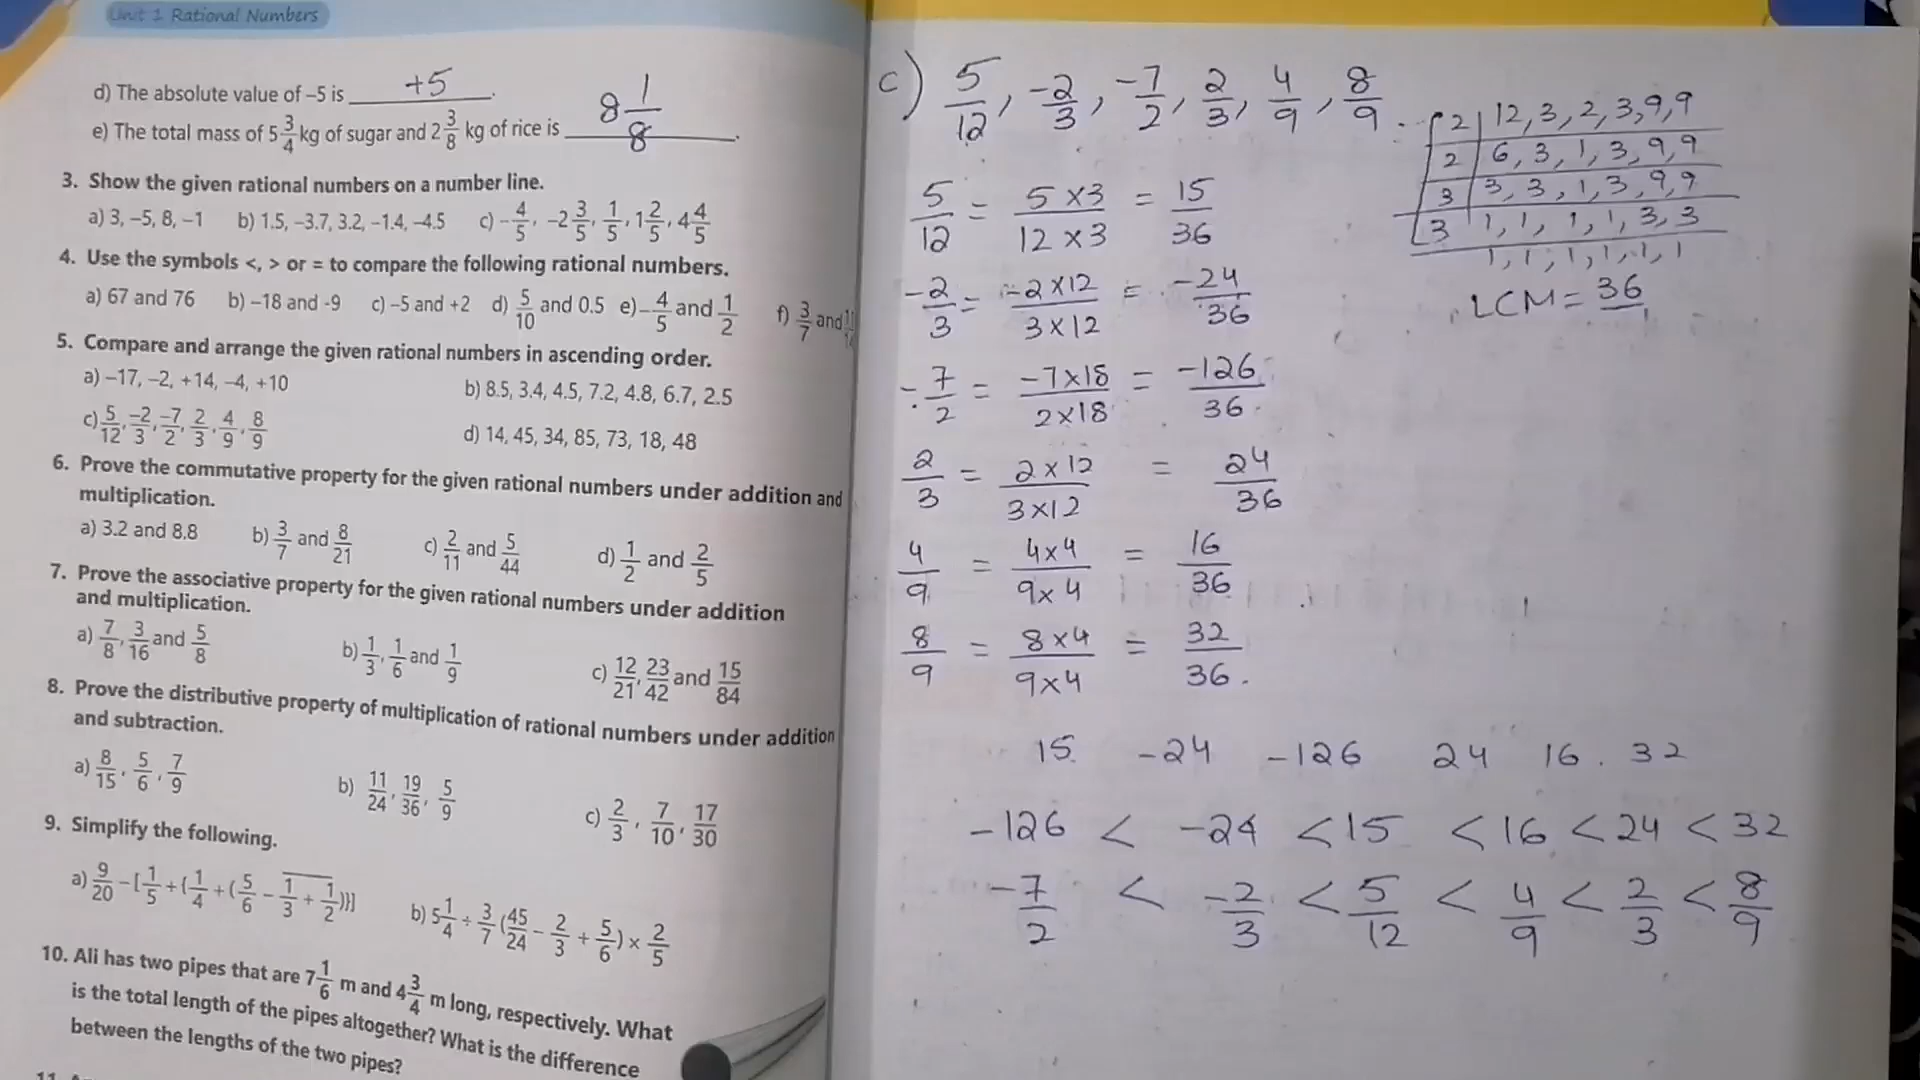 Unit 1 Rational Numbers
d) The absolute value of –5 is +5.
e) The total mass of 5 3/4 kg of sugar and 2 3/8 kg of rice is 8 1/8.
3. Show the given rational numbers on a number line.
a) 3, –5, 8, –1 b) 1.5, –3.7, 3.2, –1.4, –4.5 c) –4/5, –2 3/5, 1/5, 1 2/5, 4 4/5
4. Use the symbols <, > or = to compare the following rational numbers.
a) 67 and 76 b) –18 and -9 c) –5 and +2 d) 5/10 and 0.5 e) –4/5 and 1/2 f) 3/7 and
5. Compare and arrange the given rational numbers in ascending order.
a) –17, –2, +14, –4, +10 b) 8.5, 3.4, 4.5, 7.2, 4.8, 6.7, 2.5
c) 5/12, –2/3, –7/2, 2/3, 4/9, 8/9 d) 14, 45, 34, 85, 73, 18, 48
6. Prove the commutative property for the given rational numbers under addition and
multiplication.
a) 3.2 and 8.8 b) 3/7 and 8/21 c) 2/11 and 5/44 d) 1/2 and 2/5
7. Prove the associative property for the given rational numbers under addition
and multiplication.
a) 7/8, 3/16 and 5/8 b) 1/3, 1/6 and 1/9 c) 12/21, 23/42 and 15/84
8. Prove the distributive property of multiplication of rational numbers under addition
and subtraction.
a) 8/15, 5/6, 7/9 b) 11/24, 19/36, 5/9 c) 2/3, 7/10, 17/30
9. Simplify the following.
a) 9/20 – [1/5 + {1/4 + (5/6 – 1/3 + 1/2)}] b) 5 1/4 ÷ 3/7 (45/24 – 2/3 + 5/6) × 2/5
10. Ali has two pipes that are 7 1/6 m and 4 3/4 m long, respectively. What
is the total length of the pipes altogether? What is the difference
between the lengths of the two pipes?
11.
c) 5/12, -2/3, -7/2, 2/3, 4/9, 8/9.
2 | 12, 3, 2, 3, 9, 9
2 | 6, 3, 1, 3, 9, 9
3 | 3, 3, 1, 3, 9, 9
3 | 1, 1, 1, 1, 3, 3
1, 1, 1, 1, 1, 1
LCM = 36
5/12 = 5×3/12×3 = 15/36
-2/3 = -2×12/3×12 = -24/36
-7/2 = -7×18/2×18 = -126/36
2/3 = 2×12/3×12 = 24/36
4/9 = 4×4/9×4 = 16/36
8/9 = 8×4/9×4 = 32/36.
15 -24 -126 24 16. 32
-126 < -24 < 15 < 16 < 24 < 32
-7/2 < -2/3 < 5/12 < 4/9 < 2/3 < 8/9